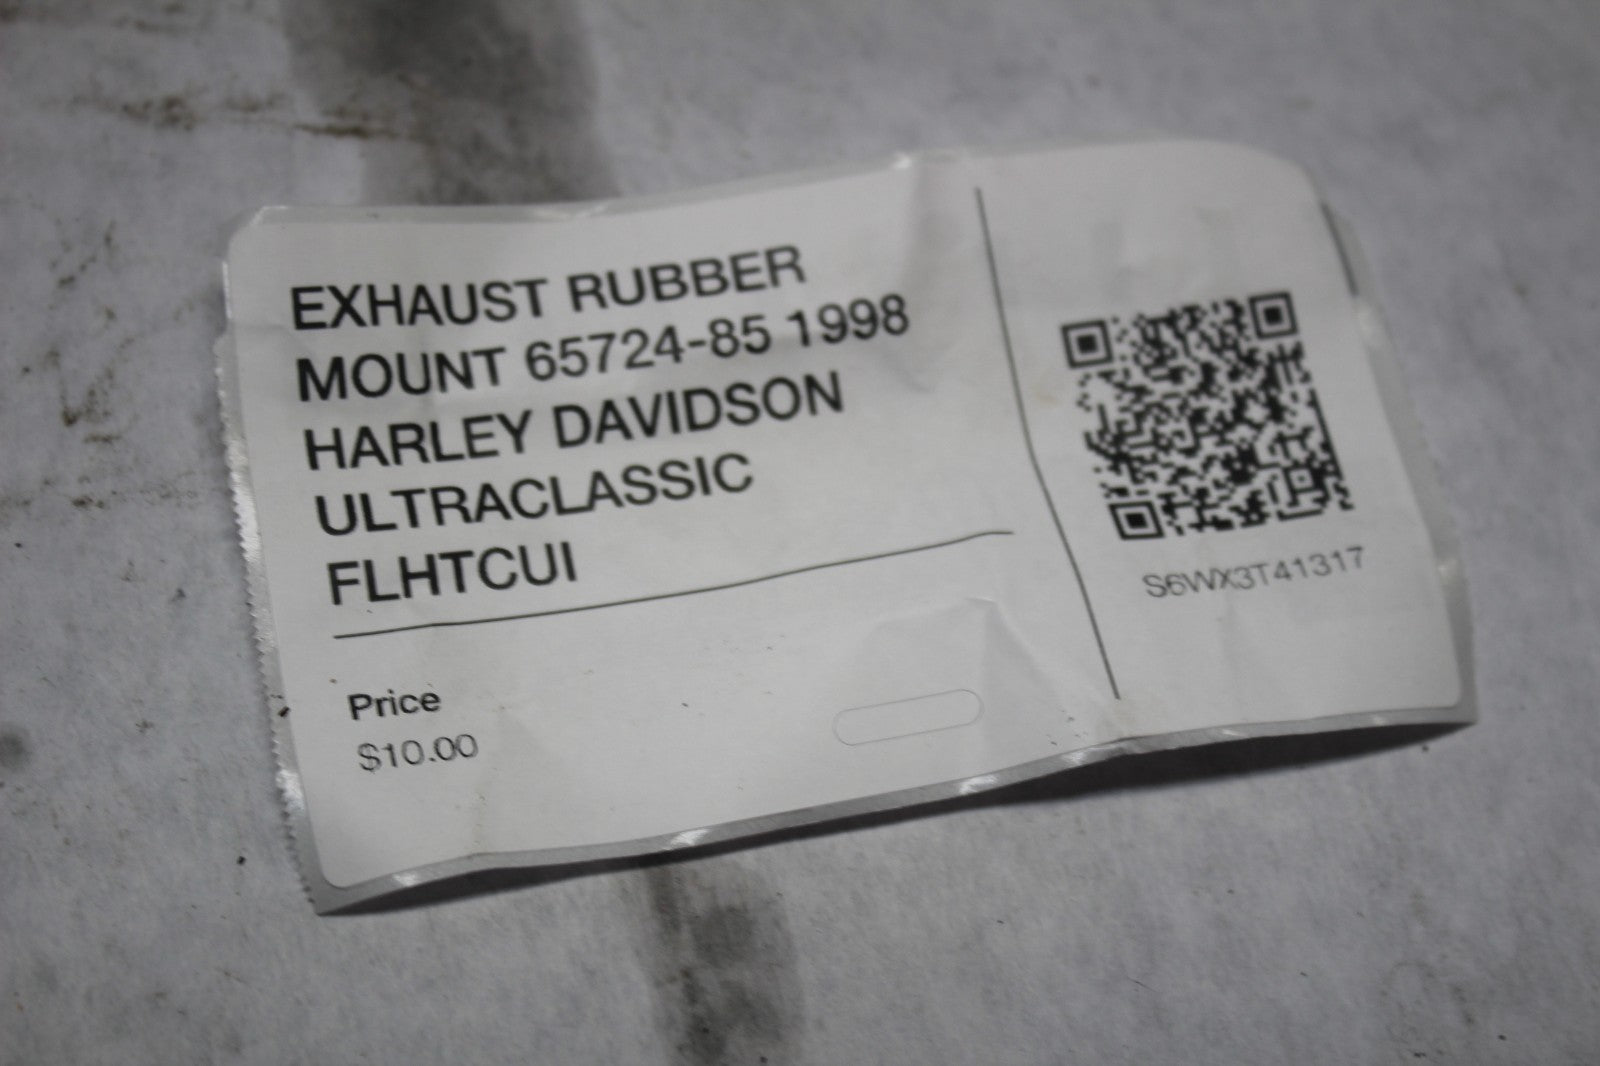 EXHAUST RUBBER
MOUNT 65724-85 1998
HARLEY DAVIDSON
ULTRACLASSIC
FLHTCUI
Price
$10.00
S6WX3T41317